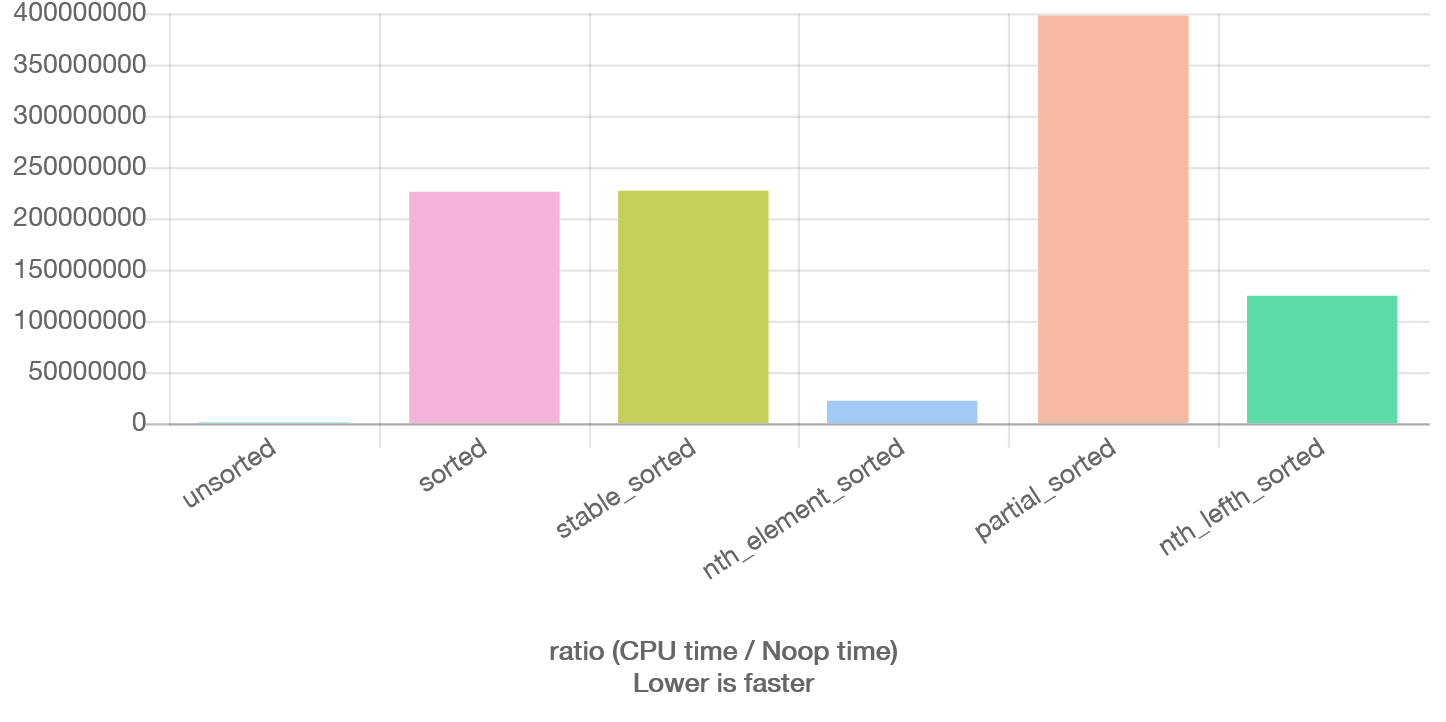 400000000
350000000
300000000
250000000
200000000
150000000
100000000
50000000
0
unsorted
sorted
stable_sorted
nth_element_sorted
partial_sorted
nth_lefth_sorted
ratio (CPU time / Noop time)
Lower is faster